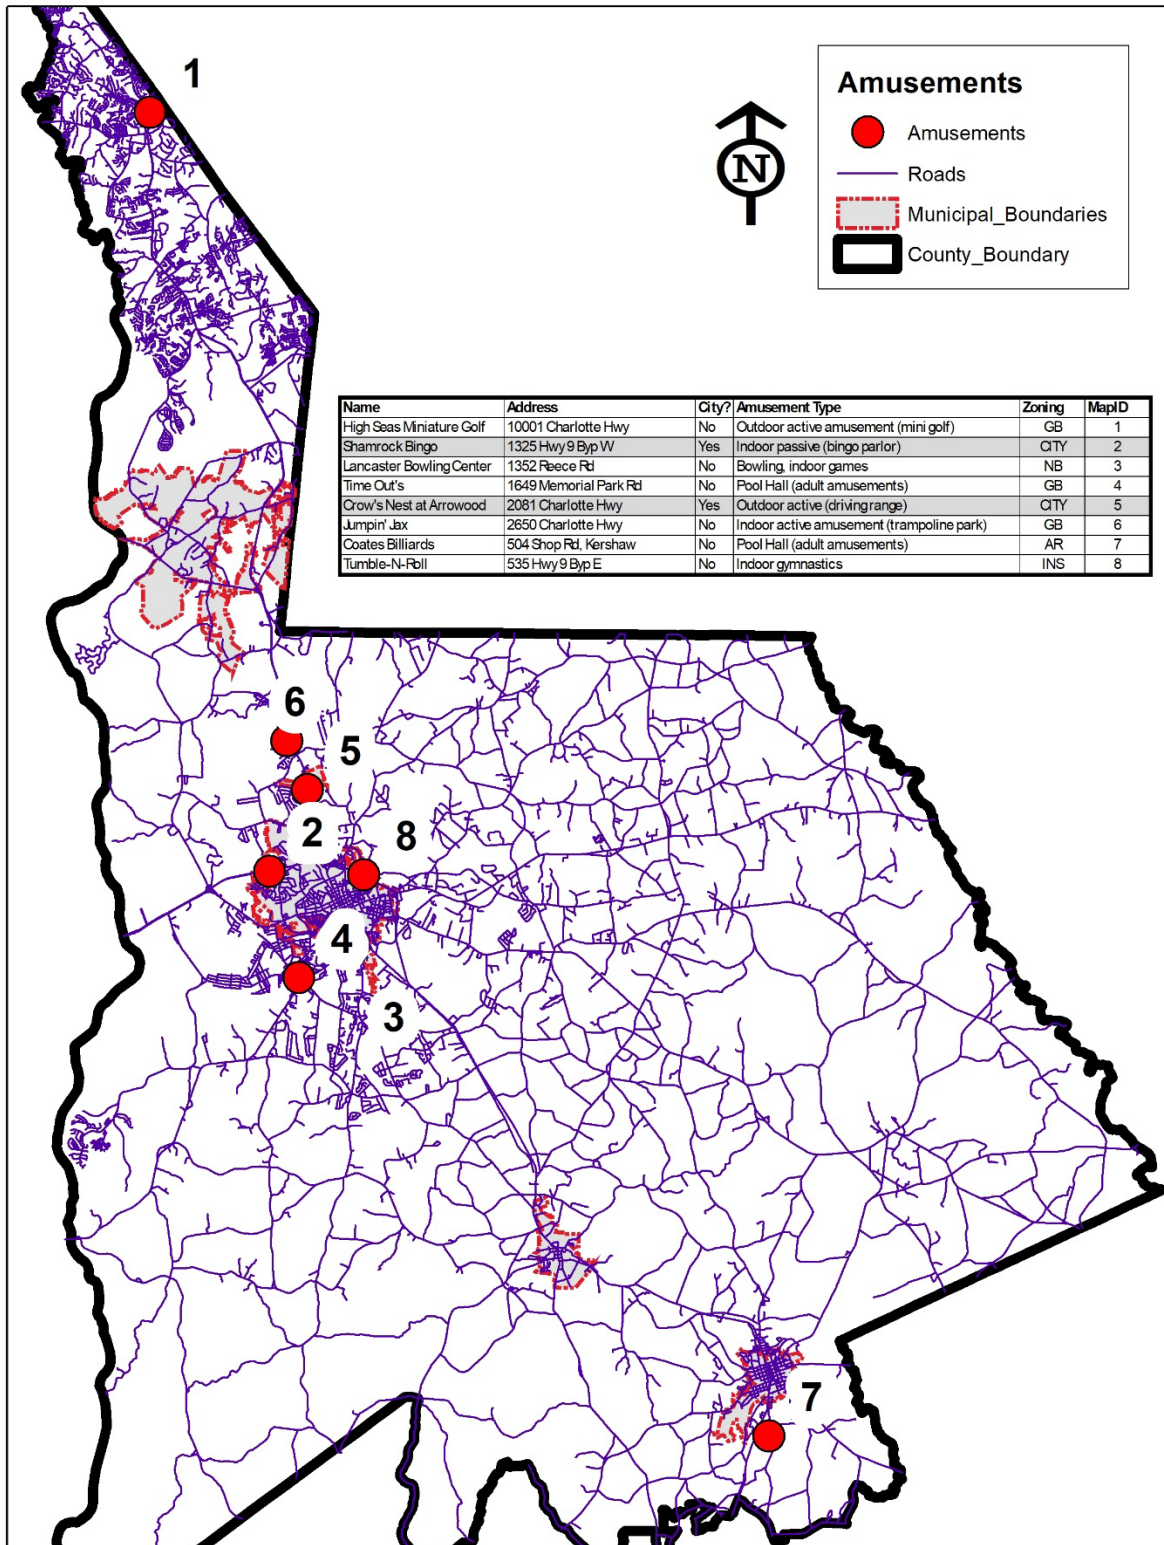 1
Amusements
Amusements
N
Roads
Municipal_Boundaries
County_Boundary
Name Address City? Amusement Type Zoning MapID
High Seas Miniature Golf 10001 Charlotte Hwy No Outdoor active amusement (mini golf) GB 1
Shamrock Bingo 1325 Hwy 9 Byp W Yes Indoor passive (bingo parlor) CITY 2
Lancaster Bowling Center 1352 Reece Rd No Bowling, indoor games NB 3
Time Out's 1649 Memorial Park Rd No Pool Hall (adult amusements) GB 4
Crow's Nest at Arrowood 2081 Charlotte Hwy Yes Outdoor active (driving range) CITY 5
Jumpin' Jax 2650 Charlotte Hwy No Indoor active amusement (trampoline park) GB 6
Coates Billiards 504 Shop Rd, Kershaw No Pool Hall (adult amusements) AR 7
Tumble-N-Roll 535 Hwy 9 Byp E No Indoor gymnastics INS 8
6
5
2
8
4
3
7